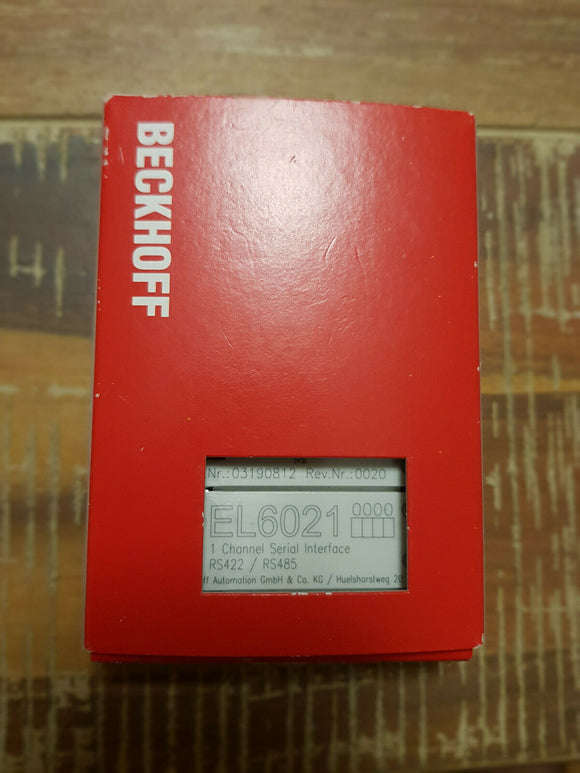 BECKHOFF
Nr.:03190812 Rev.Nr.:0020
EL6021 0000
1 Channel Serial Interface
RS422 / RS485
ff Automation GmbH & Co. KG / Huelshorstweg 20